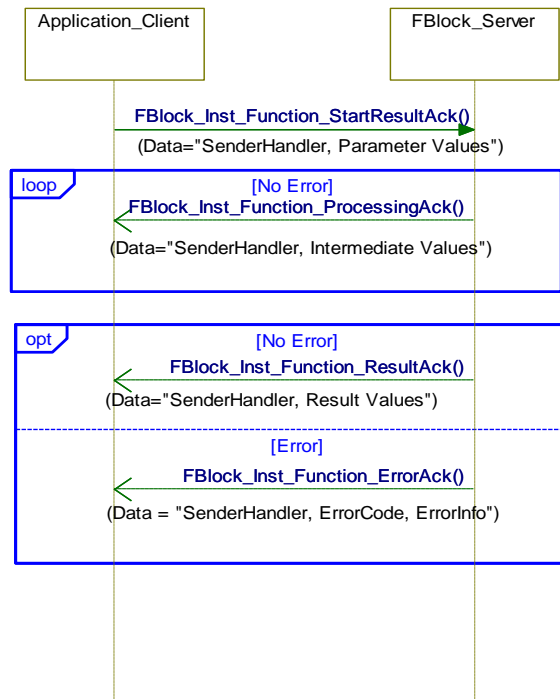 Application_Client
FBlock_Server
FBlock_Inst_Function_StartResultAck()
(Data="SenderHandler, Parameter Values")
loop
[No Error]
FBlock_Inst_Function_ProcessingAck()
(Data="SenderHandler, Intermediate Values")
opt
[No Error]
FBlock_Inst_Function_ResultAck()
(Data="SenderHandler, Result Values")
[Error]
FBlock_Inst_Function_ErrorAck()
(Data = "SenderHandler, ErrorCode, ErrorInfo")